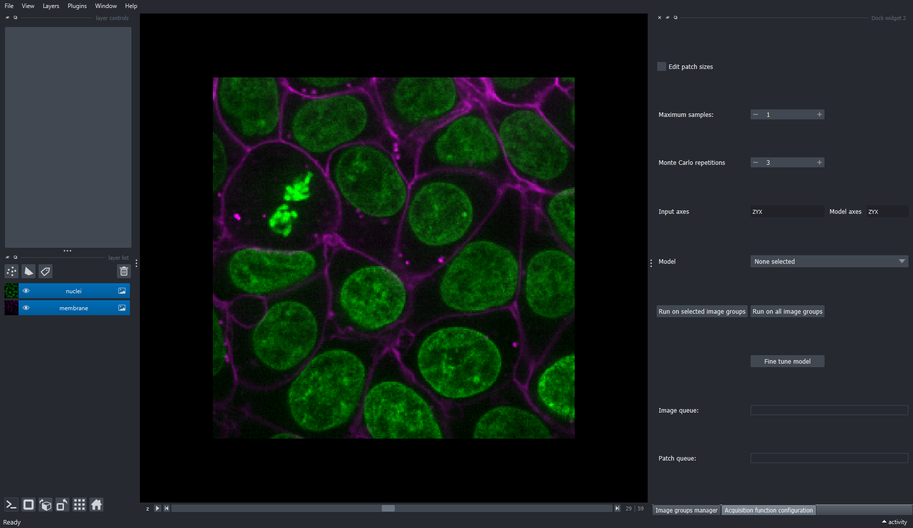 File View Layers Plugins Window Help
layer controls
Dock widget 2
Edit patch sizes
Maximum samples: − 1 +
Monte Carlo repetitions − 3 +
Input axes ZYX Model axes ZYX
layer list
Model None selected
nuclei
membrane
Run on selected image groups Run on all image groups
Fine tune model
Image queue:
Patch queue:
z 29 59
Image groups manager Acquisition function configuration
Ready
activity